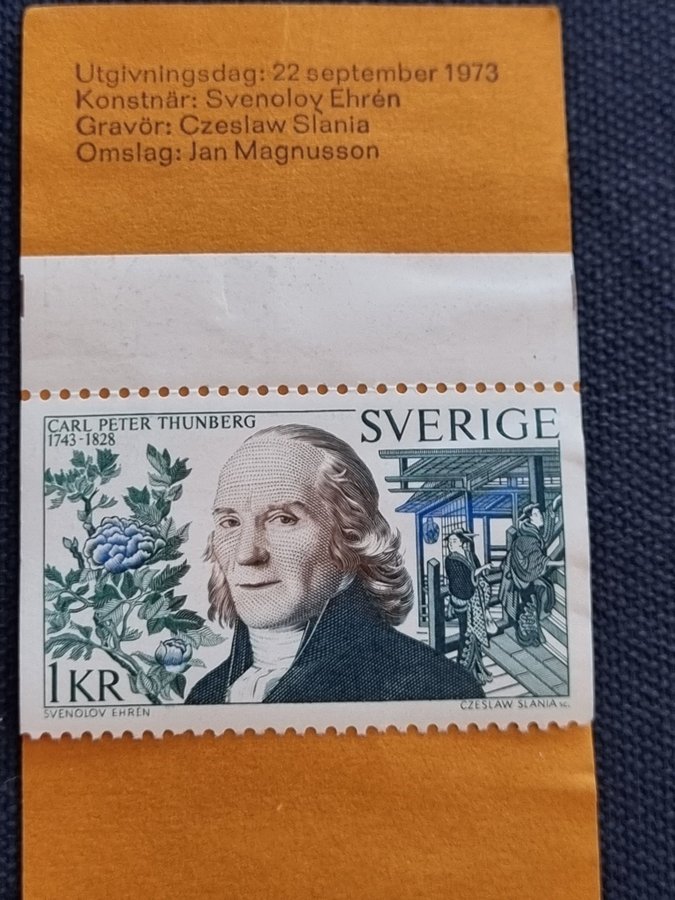 Utgivningsdag: 22 september 1973
Konstnär: Svenolov Ehrén
Gravör: Czeslaw Slania
Omslag: Jan Magnusson
CARL PETER THUNBERG
1743-1828
SVERIGE
1KR
SVENOLOV EHRÉN
CZESLAW SLANIA sc.